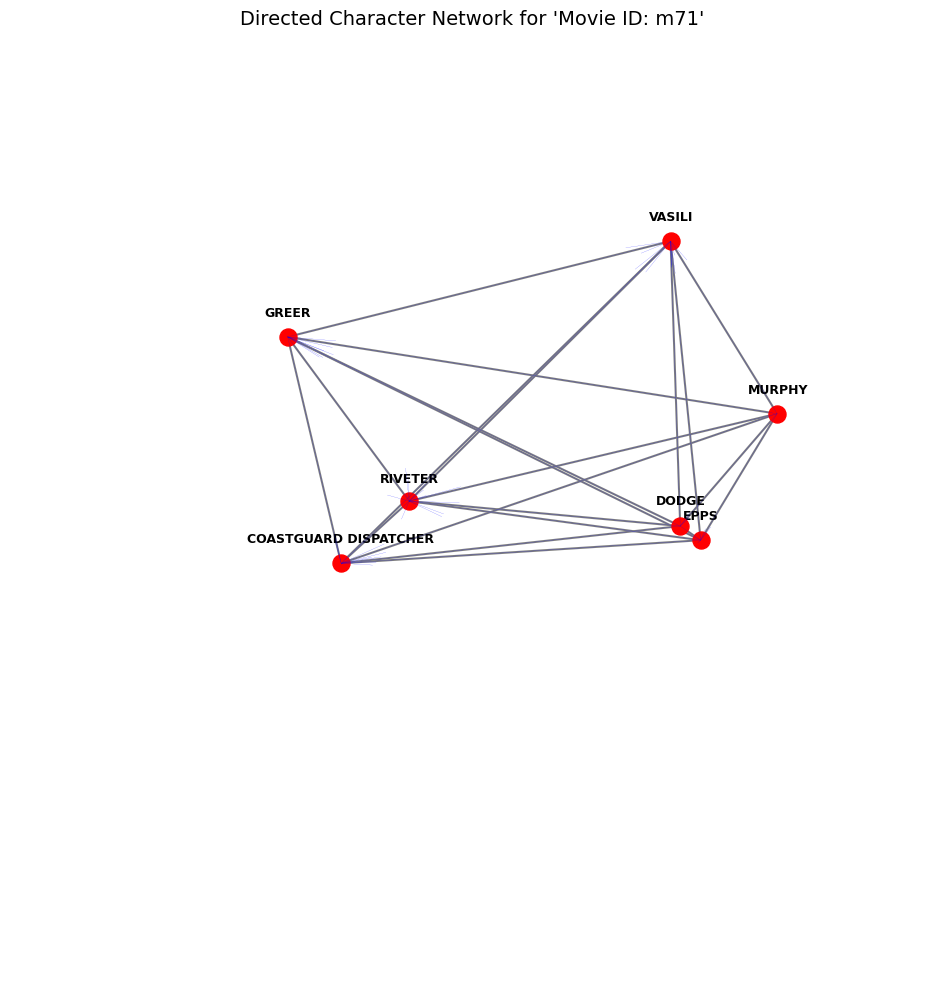 Directed Character Network for 'Movie ID: m71'
VASILI
GREER
MURPHY
RIVETER
DODGE
EPPS
COASTGUARD DISPATCHER